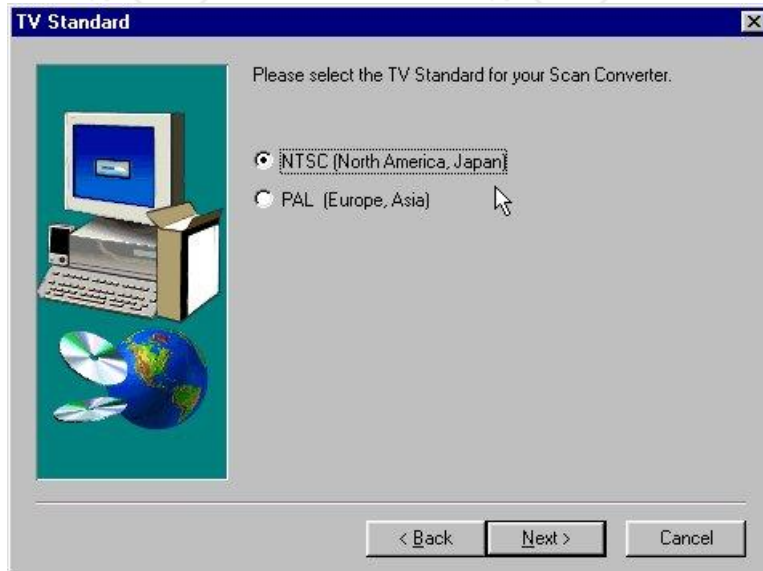 TV Standard
Please select the TV Standard for your Scan Converter.
NTSC (North America, Japan)
PAL (Europe, Asia)
< Back
Next >
Cancel